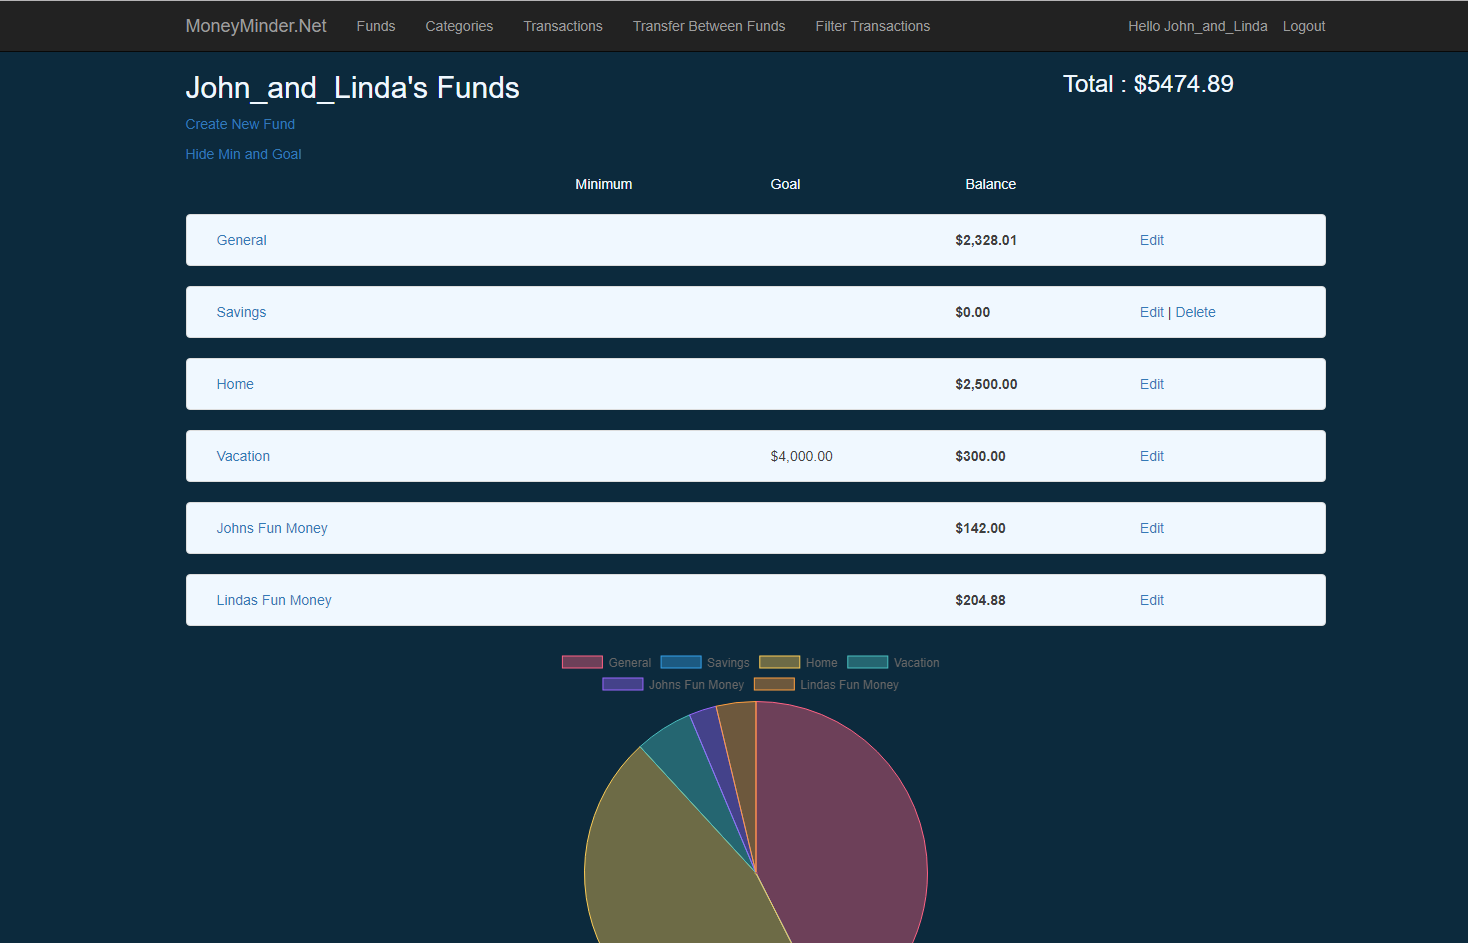 MoneyMinder.Net Funds Categories Transactions Transfer Between Funds Filter Transactions Hello John_and_Linda Logout
John_and_Linda's Funds Total : $5474.89
Create New Fund
Hide Min and Goal
Minimum Goal Balance
General $2,328.01 Edit
Savings $0.00 Edit | Delete
Home $2,500.00 Edit
Vacation $4,000.00 $300.00 Edit
Johns Fun Money $142.00 Edit
Lindas Fun Money $204.88 Edit
General Savings Home Vacation
Johns Fun Money Lindas Fun Money